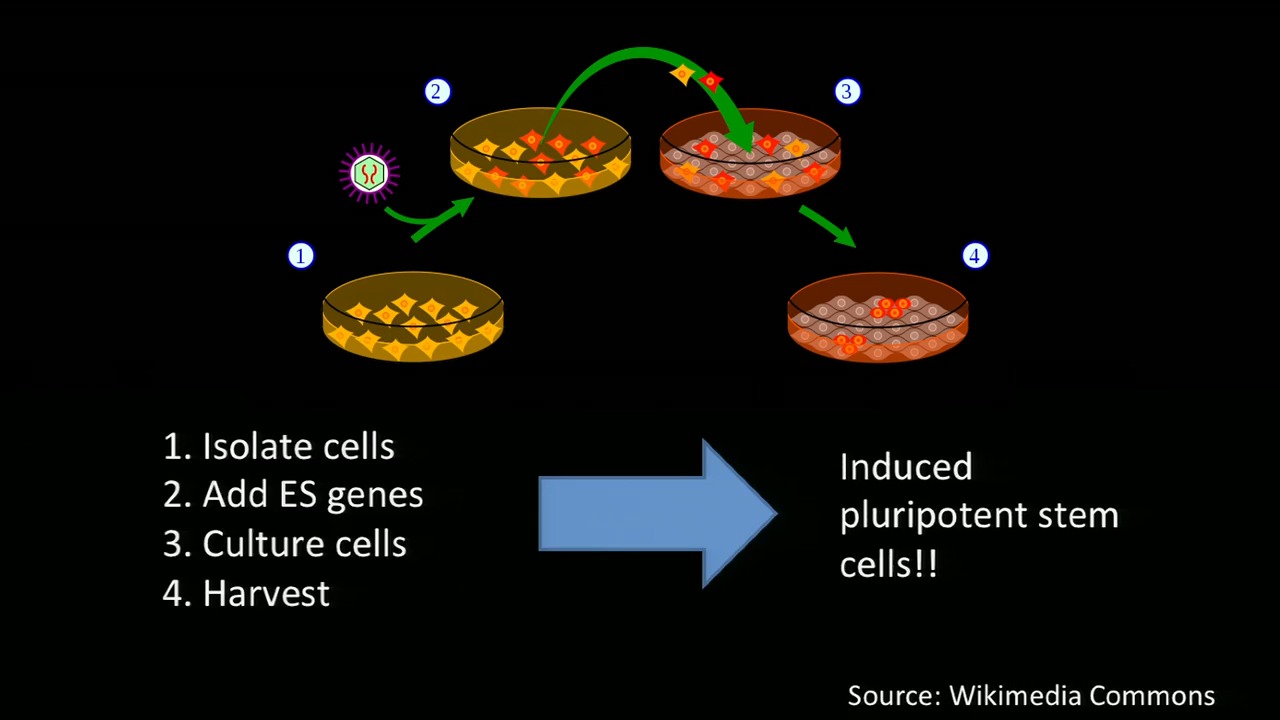 2
3
1
4
1. Isolate cells
2. Add ES genes
3. Culture cells
4. Harvest
Induced
pluripotent stem
cells!!
Source: Wikimedia Commons